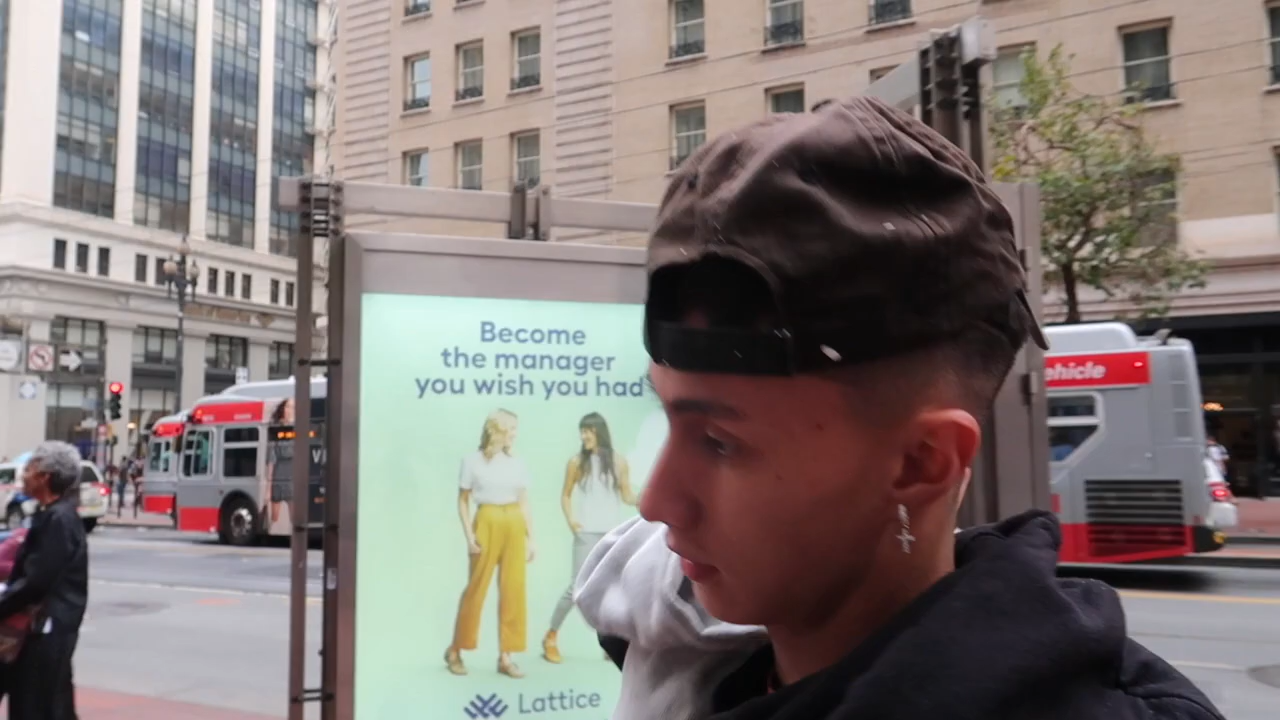 Become
the manager
you wish you had
Lattice
ehicle